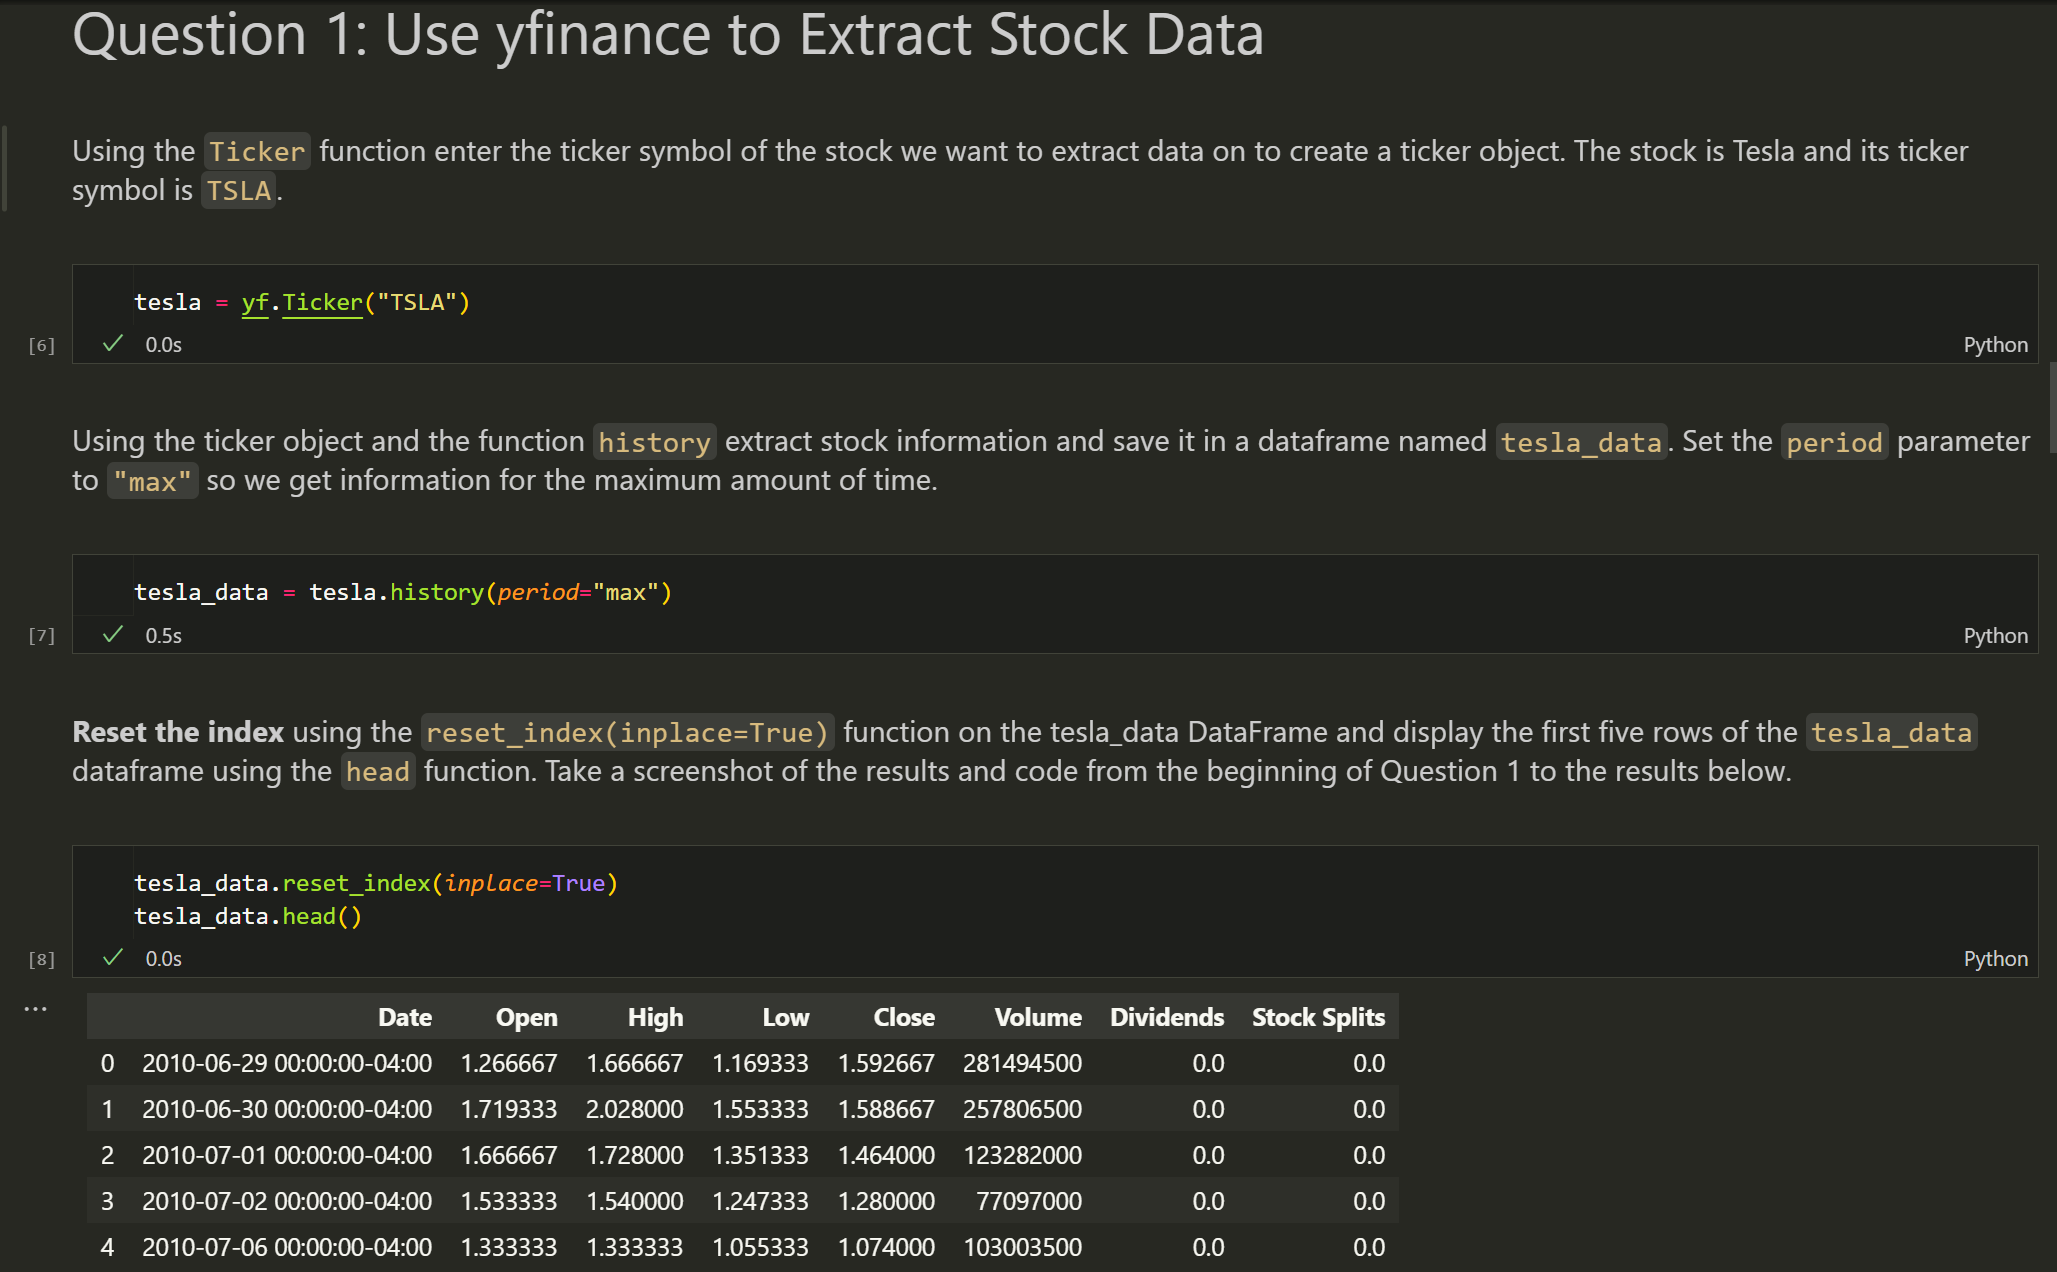 Question 1: Use yfinance to Extract Stock Data
Using the Ticker function enter the ticker symbol of the stock we want to extract data on to create a ticker object. The stock is Tesla and its ticker
symbol is TSLA.
tesla = yf.Ticker("TSLA")
[6] ✓ 0.0s Python
Using the ticker object and the function history extract stock information and save it in a dataframe named tesla_data. Set the period parameter
to "max" so we get information for the maximum amount of time.
tesla_data = tesla.history(period="max")
[7] ✓ 0.5s Python
Reset the index using the reset_index(inplace=True) function on the tesla_data DataFrame and display the first five rows of the tesla_data
dataframe using the head function. Take a screenshot of the results and code from the beginning of Question 1 to the results below.
tesla_data.reset_index(inplace=True)
tesla_data.head()
[8] ✓ 0.0s Python
...
Date Open High Low Close Volume Dividends Stock Splits
0 2010-06-29 00:00:00-04:00 1.266667 1.666667 1.169333 1.592667 281494500 0.0 0.0
1 2010-06-30 00:00:00-04:00 1.719333 2.028000 1.553333 1.588667 257806500 0.0 0.0
2 2010-07-01 00:00:00-04:00 1.666667 1.728000 1.351333 1.464000 123282000 0.0 0.0
3 2010-07-02 00:00:00-04:00 1.533333 1.540000 1.247333 1.280000 77097000 0.0 0.0
4 2010-07-06 00:00:00-04:00 1.333333 1.333333 1.055333 1.074000 103003500 0.0 0.0